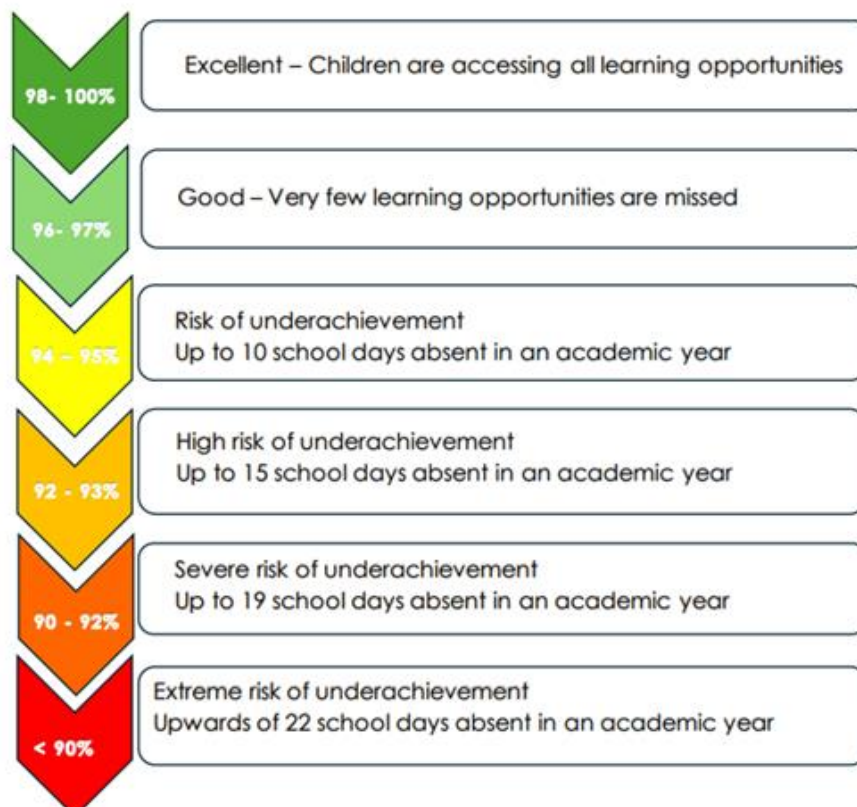 98- 100%
Excellent – Children are accessing all learning opportunities
96- 97%
Good – Very few learning opportunities are missed
94 – 95%
Risk of underachievement
Up to 10 school days absent in an academic year
92 - 93%
High risk of underachievement
Up to 15 school days absent in an academic year
90 - 92%
Severe risk of underachievement
Up to 19 school days absent in an academic year
< 90%
Extreme risk of underachievement
Upwards of 22 school days absent in an academic year